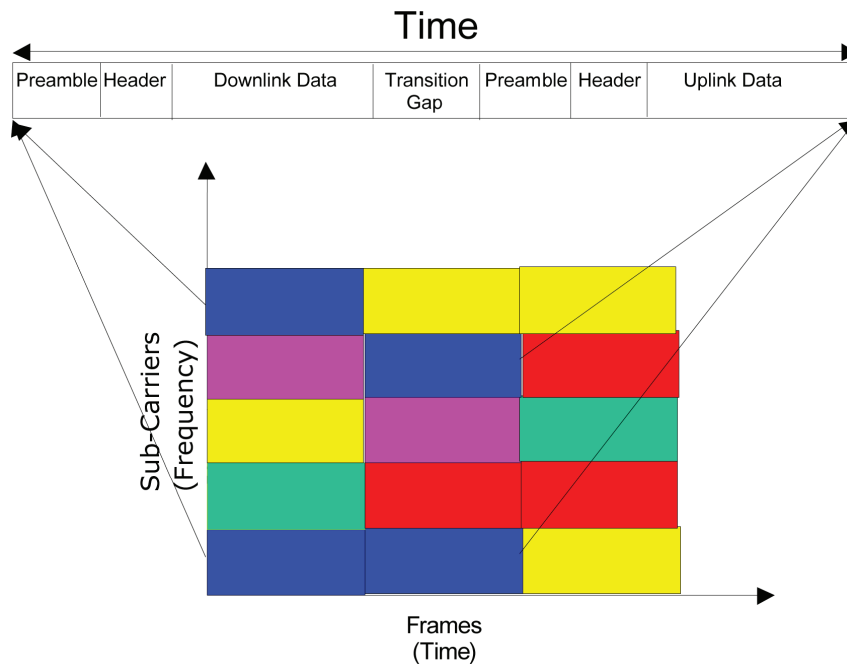 Time
Preamble Header Downlink Data Transition Preamble Header Uplink Data
Gap
Sub-Carriers
(Frequency)
Frames
(Time)